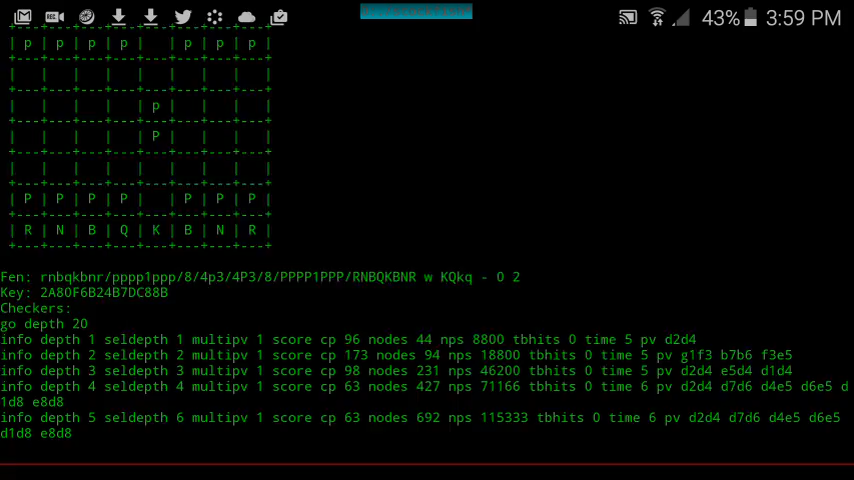 REC 43% 3:59 PM
| p | p | p | p |   | p | p | p |
+---+---+---+---+---+---+---+---+
|   |   |   |   |   |   |   |   |
+---+---+---+---+---+---+---+---+
|   |   |   |   | p |   |   |   |
+---+---+---+---+---+---+---+---+
|   |   |   |   | P |   |   |   |
+---+---+---+---+---+---+---+---+
|   |   |   |   |   |   |   |   |
+---+---+---+---+---+---+---+---+
| P | P | P | P |   | P | P | P |
+---+---+---+---+---+---+---+---+
| R | N | B | Q | K | B | N | R |
+---+---+---+---+---+---+---+---+
Fen: rnbqkbnr/pppp1ppp/8/4p3/4P3/8/PPPP1PPP/RNBQKBNR w KQkq - 0 2
Key: 2A80F6B24B7DC88B
Checkers:
go depth 20
info depth 1 seldepth 1 multipv 1 score cp 96 nodes 44 nps 8800 tbhits 0 time 5 pv d2d4
info depth 2 seldepth 2 multipv 1 score cp 173 nodes 94 nps 18800 tbhits 0 time 5 pv g1f3 b7b6 f3e5
info depth 3 seldepth 3 multipv 1 score cp 98 nodes 231 nps 46200 tbhits 0 time 5 pv d2d4 e5d4 d1d4
info depth 4 seldepth 4 multipv 1 score cp 63 nodes 427 nps 71166 tbhits 0 time 6 pv d2d4 d7d6 d4e5 d6e5 d
1d8 e8d8
info depth 5 seldepth 6 multipv 1 score cp 63 nodes 692 nps 115333 tbhits 0 time 6 pv d2d4 d7d6 d4e5 d6e5
d1d8 e8d8